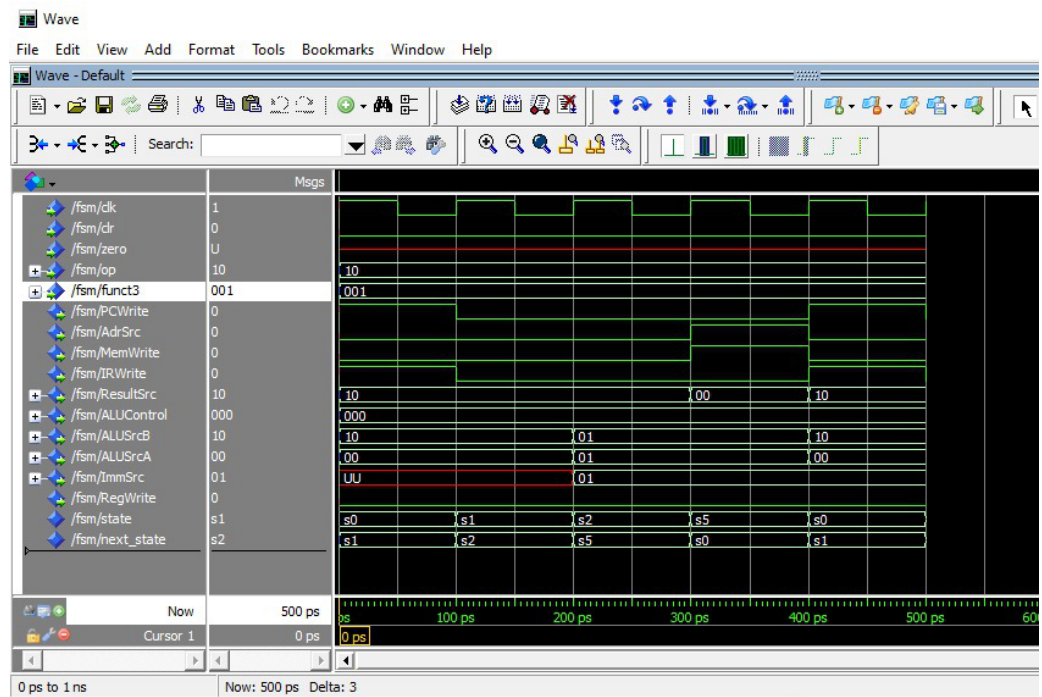 Wave
File Edit View Add Format Tools Bookmarks Window Help
Wave - Default
Search:
Msgs
/fsm/clk 1
/fsm/clr 0
/fsm/zero U
/fsm/op 10 10
/fsm/funct3 001 001
/fsm/PCWrite 0
/fsm/AdrSrc 0
/fsm/MemWrite 0
/fsm/IRWrite 0
/fsm/ResultSrc 10 10 00 10
/fsm/ALUControl 000 000
/fsm/ALUSrcB 10 10 01 10
/fsm/ALUSrcA 00 00 01 00
/fsm/ImmSrc 01 UU 01
/fsm/RegWrite 0
/fsm/state s1 s0 s1 s2 s5 s0
/fsm/next_state s2 s1 s2 s5 s0 s1
Now 500 ps ps 100 ps 200 ps 300 ps 400 ps 500 ps 60
Cursor 1 0 ps 0 ps
0 ps to 1 ns Now: 500 ps Delta: 3